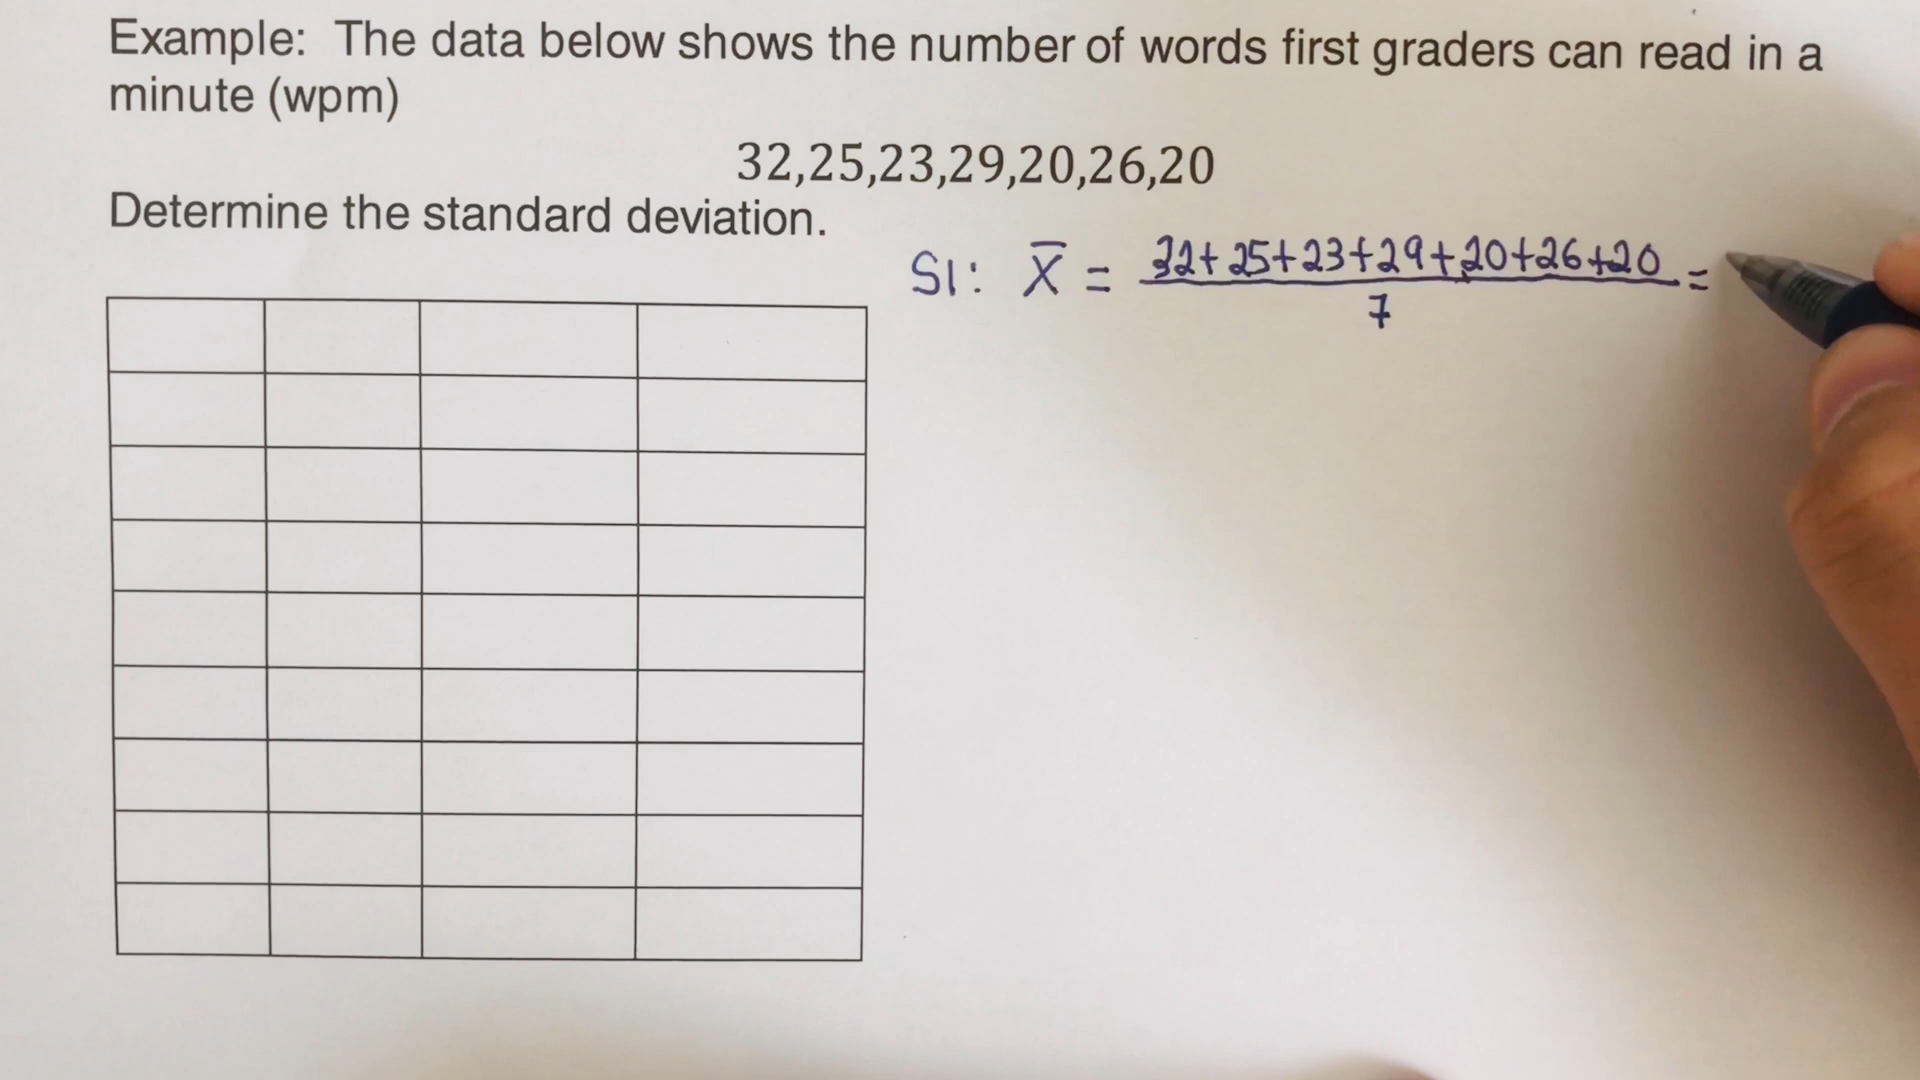 Example: The data below shows the number of words first graders can read in a
minute (wpm)
32,25,23,29,20,26,20
Determine the standard deviation.
S1: x̄ = 32+25+23+29+20+26+20 =
7